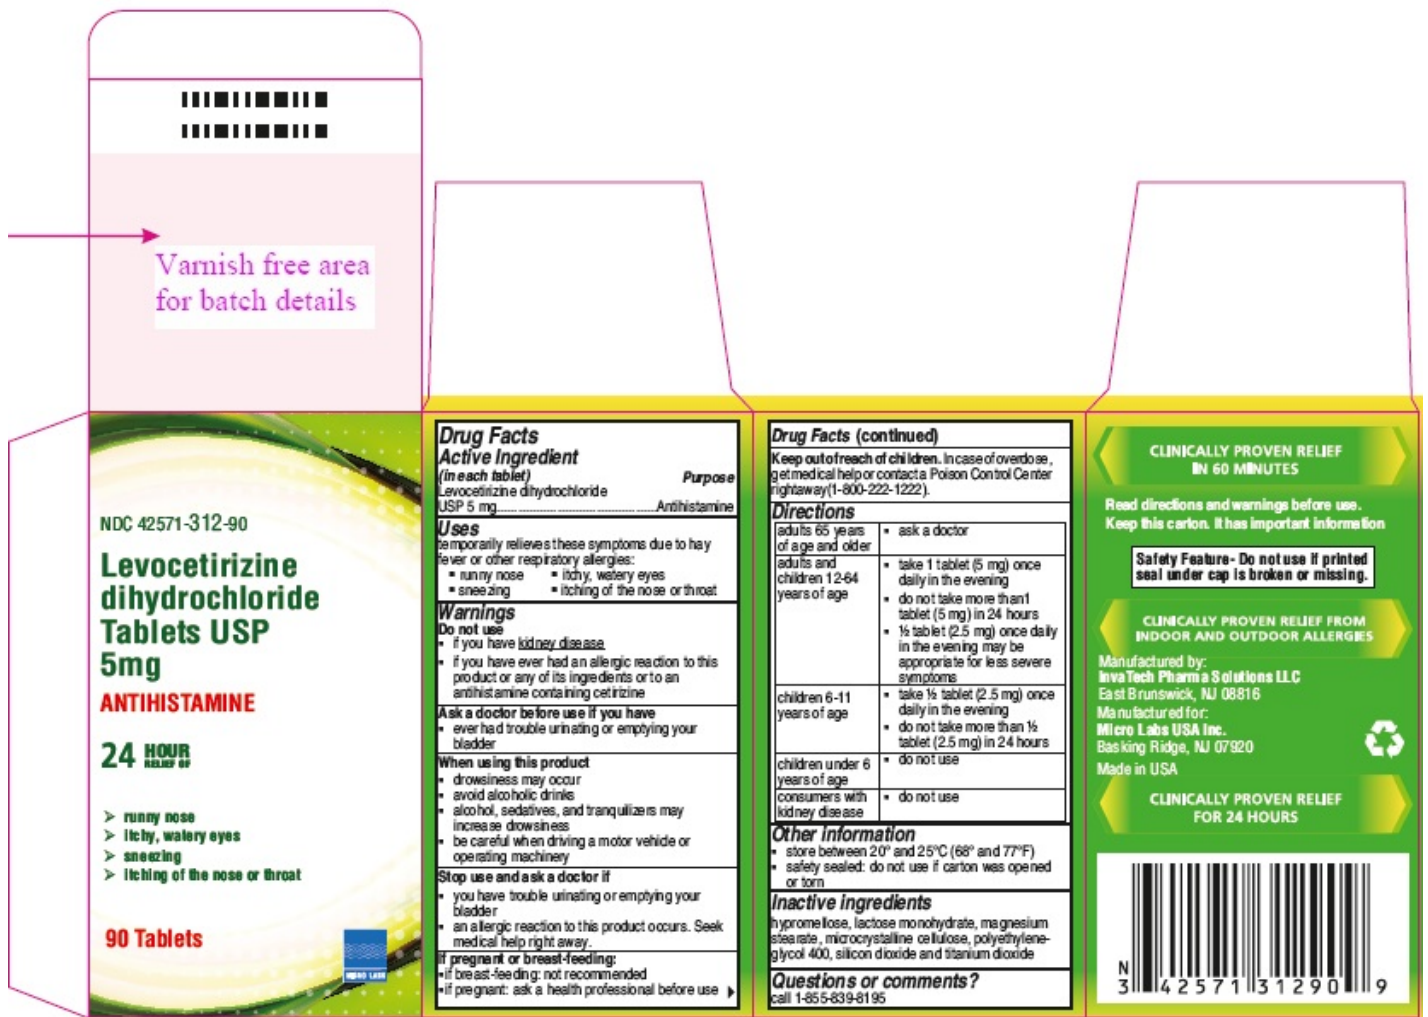 Varnish free area
for batch details
NDC 42571-312-90
Levocetirizine
dihydrochloride
Tablets USP
5mg
ANTIHISTAMINE
24 HOUR
RELIEF OF
➢ runny nose
➢ itchy, watery eyes
➢ sneezing
➢ itching of the nose or throat
90 Tablets
MICRO LABS
Drug Facts
Active Ingredient
(in each tablet) Purpose
Levocetirizine dihydrochloride
USP 5 mg................................................Antihistamine
Uses
temporarily relieves these symptoms due to hay
fever or other respiratory allergies:
▪ runny nose ▪ itchy, watery eyes
▪ sneezing ▪ itching of the nose or throat
Warnings
Do not use
▪ if you have kidney disease
▪ if you have ever had an allergic reaction to this
product or any of its ingredients or to an
antihistamine containing cetirizine
Ask a doctor before use if you have
▪ ever had trouble urinating or emptying your
bladder
When using this product
▪ drowsiness may occur
▪ avoid alcoholic drinks
▪ alcohol, sedatives, and tranquilizers may
increase drowsiness
▪ be careful when driving a motor vehicle or
operating machinery
Stop use and ask a doctor if
▪ you have trouble urinating or emptying your
bladder
▪ an allergic reaction to this product occurs. Seek
medical help right away.
If pregnant or breast-feeding:
▪ if breast-feeding: not recommended
▪ if pregnant: ask a health professional before use
Drug Facts (continued)
Keep out of reach of children. In case of overdose,
get medical help or contact a Poison Control Center
right away (1-800-222-1222).
Directions
adults 65 years
of age and older
▪ ask a doctor
adults and
children 12-64
years of age
▪ take 1 tablet (5 mg) once
daily in the evening
▪ do not take more than 1
tablet (5 mg) in 24 hours
▪ ½ tablet (2.5 mg) once daily
in the evening may be
appropriate for less severe
symptoms
children 6-11
years of age
▪ take ½ tablet (2.5 mg) once
daily in the evening
▪ do not take more than ½
tablet (2.5 mg) in 24 hours
children under 6
years of age
▪ do not use
consumers with
kidney disease
▪ do not use
Other information
▪ store between 20° and 25°C (68° and 77°F)
▪ safety sealed: do not use if carton was opened
or torn
Inactive ingredients
hypromellose, lactose monohydrate, magnesium
stearate, microcrystalline cellulose, polyethylene-
glycol 400, silicon dioxide and titanium dioxide
Questions or comments?
call 1-855-839-8195
CLINICALLY PROVEN RELIEF
IN 60 MINUTES
Read directions and warnings before use.
Keep this carton. It has important information
Safety Feature- Do not use if printed
seal under cap is broken or missing.
CLINICALLY PROVEN RELIEF FROM
INDOOR AND OUTDOOR ALLERGIES
Manufactured by:
InvaTech Pharma Solutions LLC
East Brunswick, NJ 08816
Manufactured for:
Micro Labs USA Inc.
Basking Ridge, NJ 07920
Made in USA
CLINICALLY PROVEN RELIEF
FOR 24 HOURS
N
3 42571 31290 9